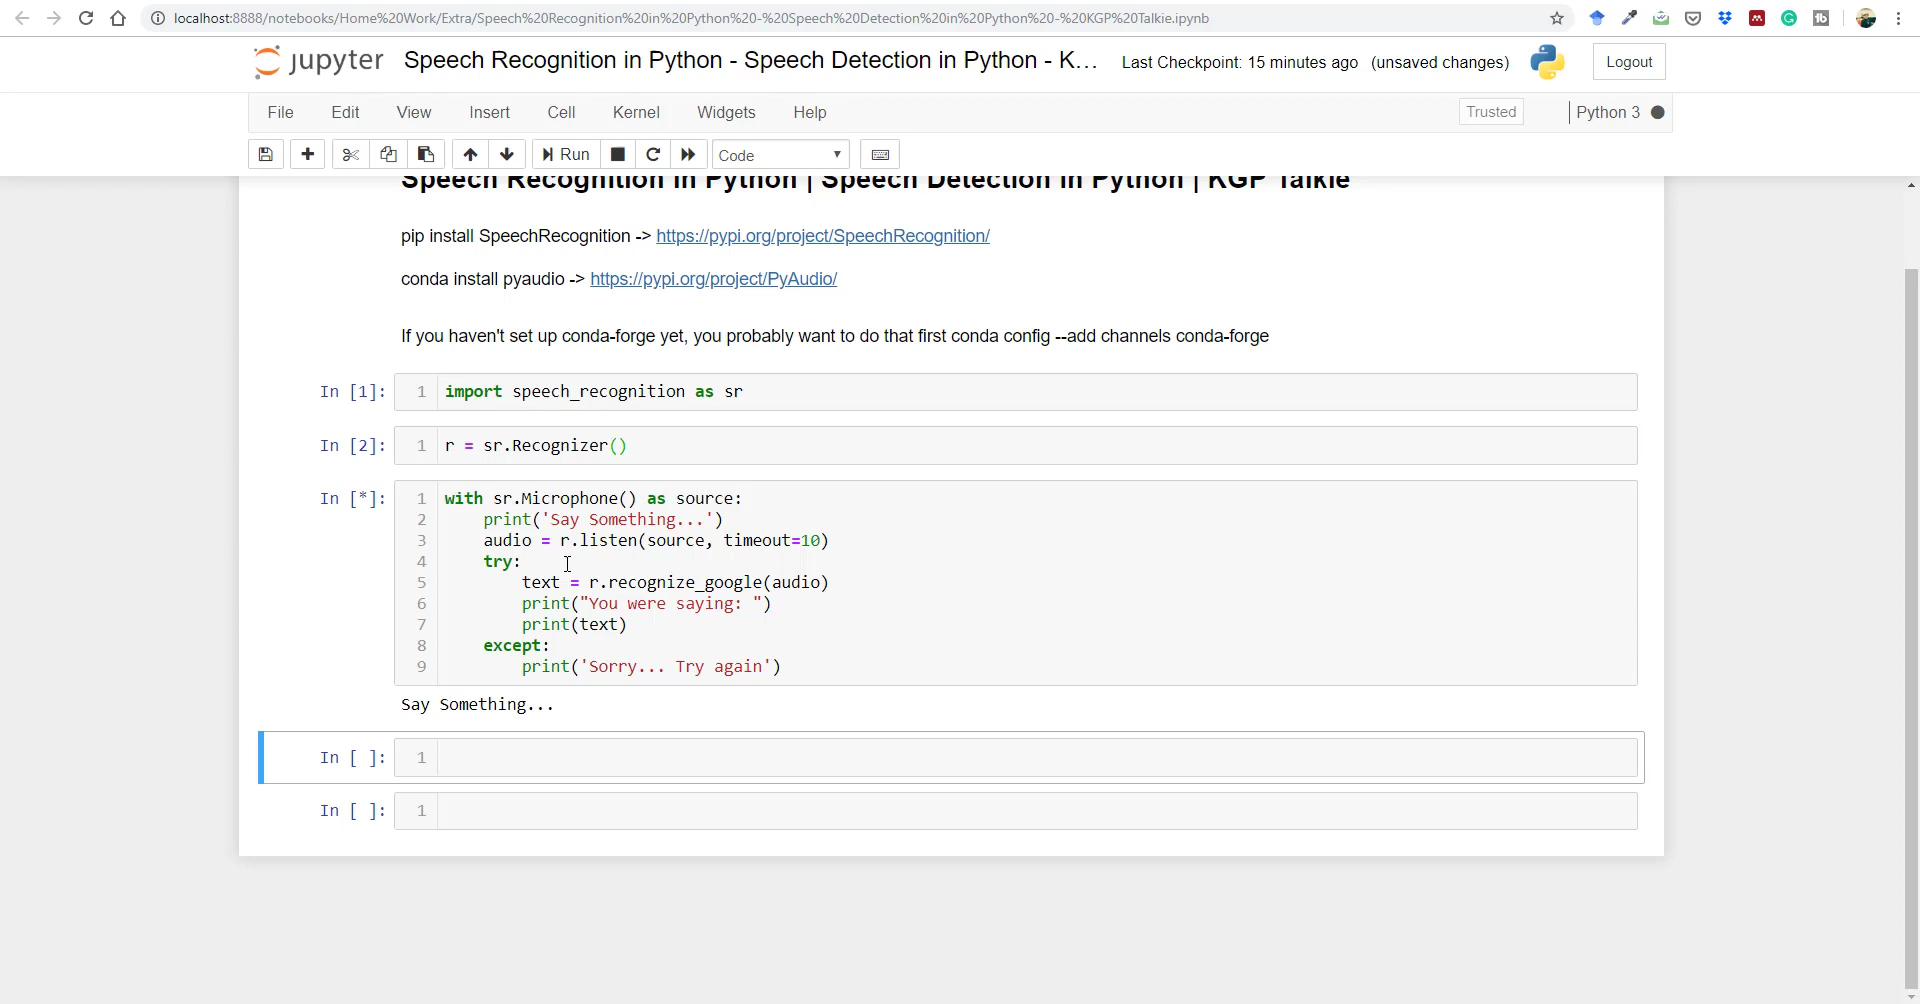 localhost:8888/notebooks/Home%20Work/Extra/Speech%20Recognition%20in%20Python%20-%20Speech%20Detection%20in%20Python%20-%20KGP%20Talkie.ipynb
jupyter Speech Recognition in Python - Speech Detection in Python - K... Last Checkpoint: 15 minutes ago (unsaved changes) Logout
File Edit View Insert Cell Kernel Widgets Help Trusted Python 3
Run Code
Speech Recognition in Python | Speech Detection in Python | KGP Talkie
pip install SpeechRecognition -> https://pypi.org/project/SpeechRecognition/
conda install pyaudio -> https://pypi.org/project/PyAudio/
If you haven't set up conda-forge yet, you probably want to do that first conda config --add channels conda-forge
In [1]: 1 import speech_recognition as sr
In [2]: 1 r = sr.Recognizer()
In [*]: 1 with sr.Microphone() as source:
2 print('Say Something...')
3 audio = r.listen(source, timeout=10)
4 try:
5 text = r.recognize_google(audio)
6 print("You were saying: ")
7 print(text)
8 except:
9 print('Sorry... Try again')
Say Something...
In [ ]: 1
In [ ]: 1